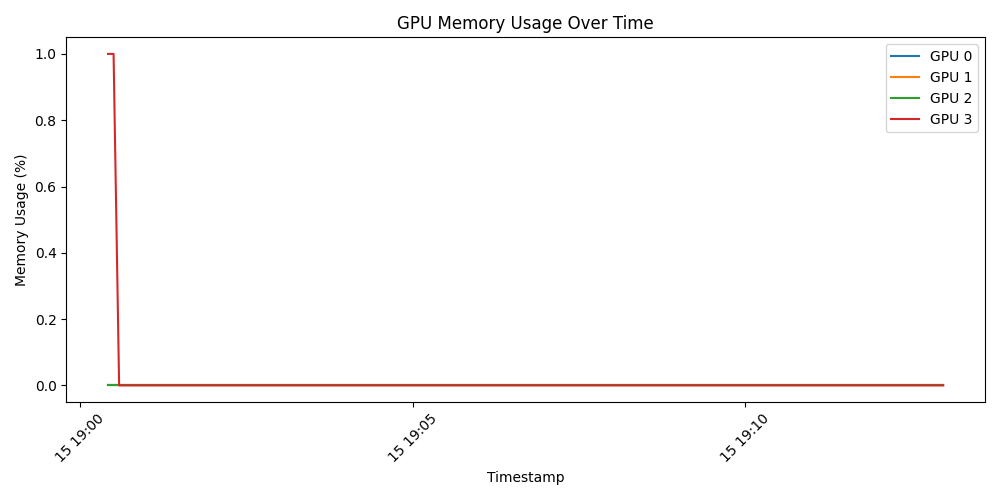 GPU Memory Usage Over Time
1.0
0.8
0.6
0.4
0.2
0.0
Memory Usage (%)
GPU 0
GPU 1
GPU 2
GPU 3
15 19:00
15 19:05
15 19:10
Timestamp